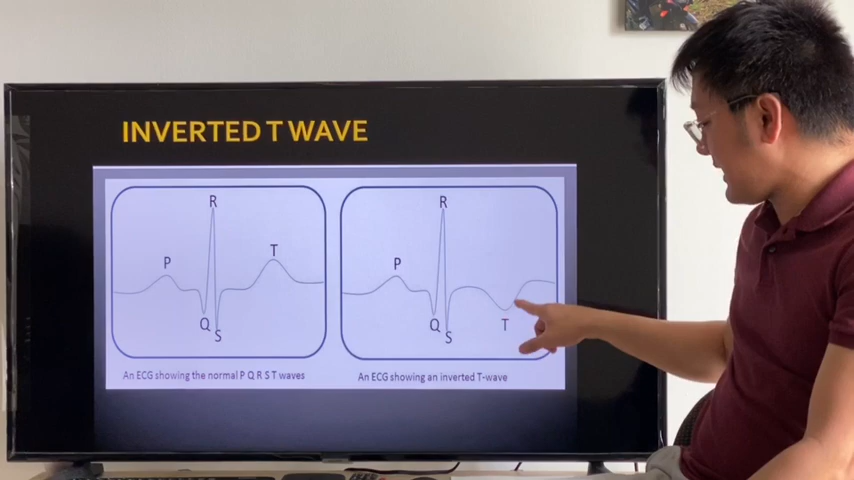 INVERTED T WAVE
R
P
T
Q
S
An ECG showing the normal P Q R S T waves
R
P
Q
S
T
An ECG showing an inverted T-wave